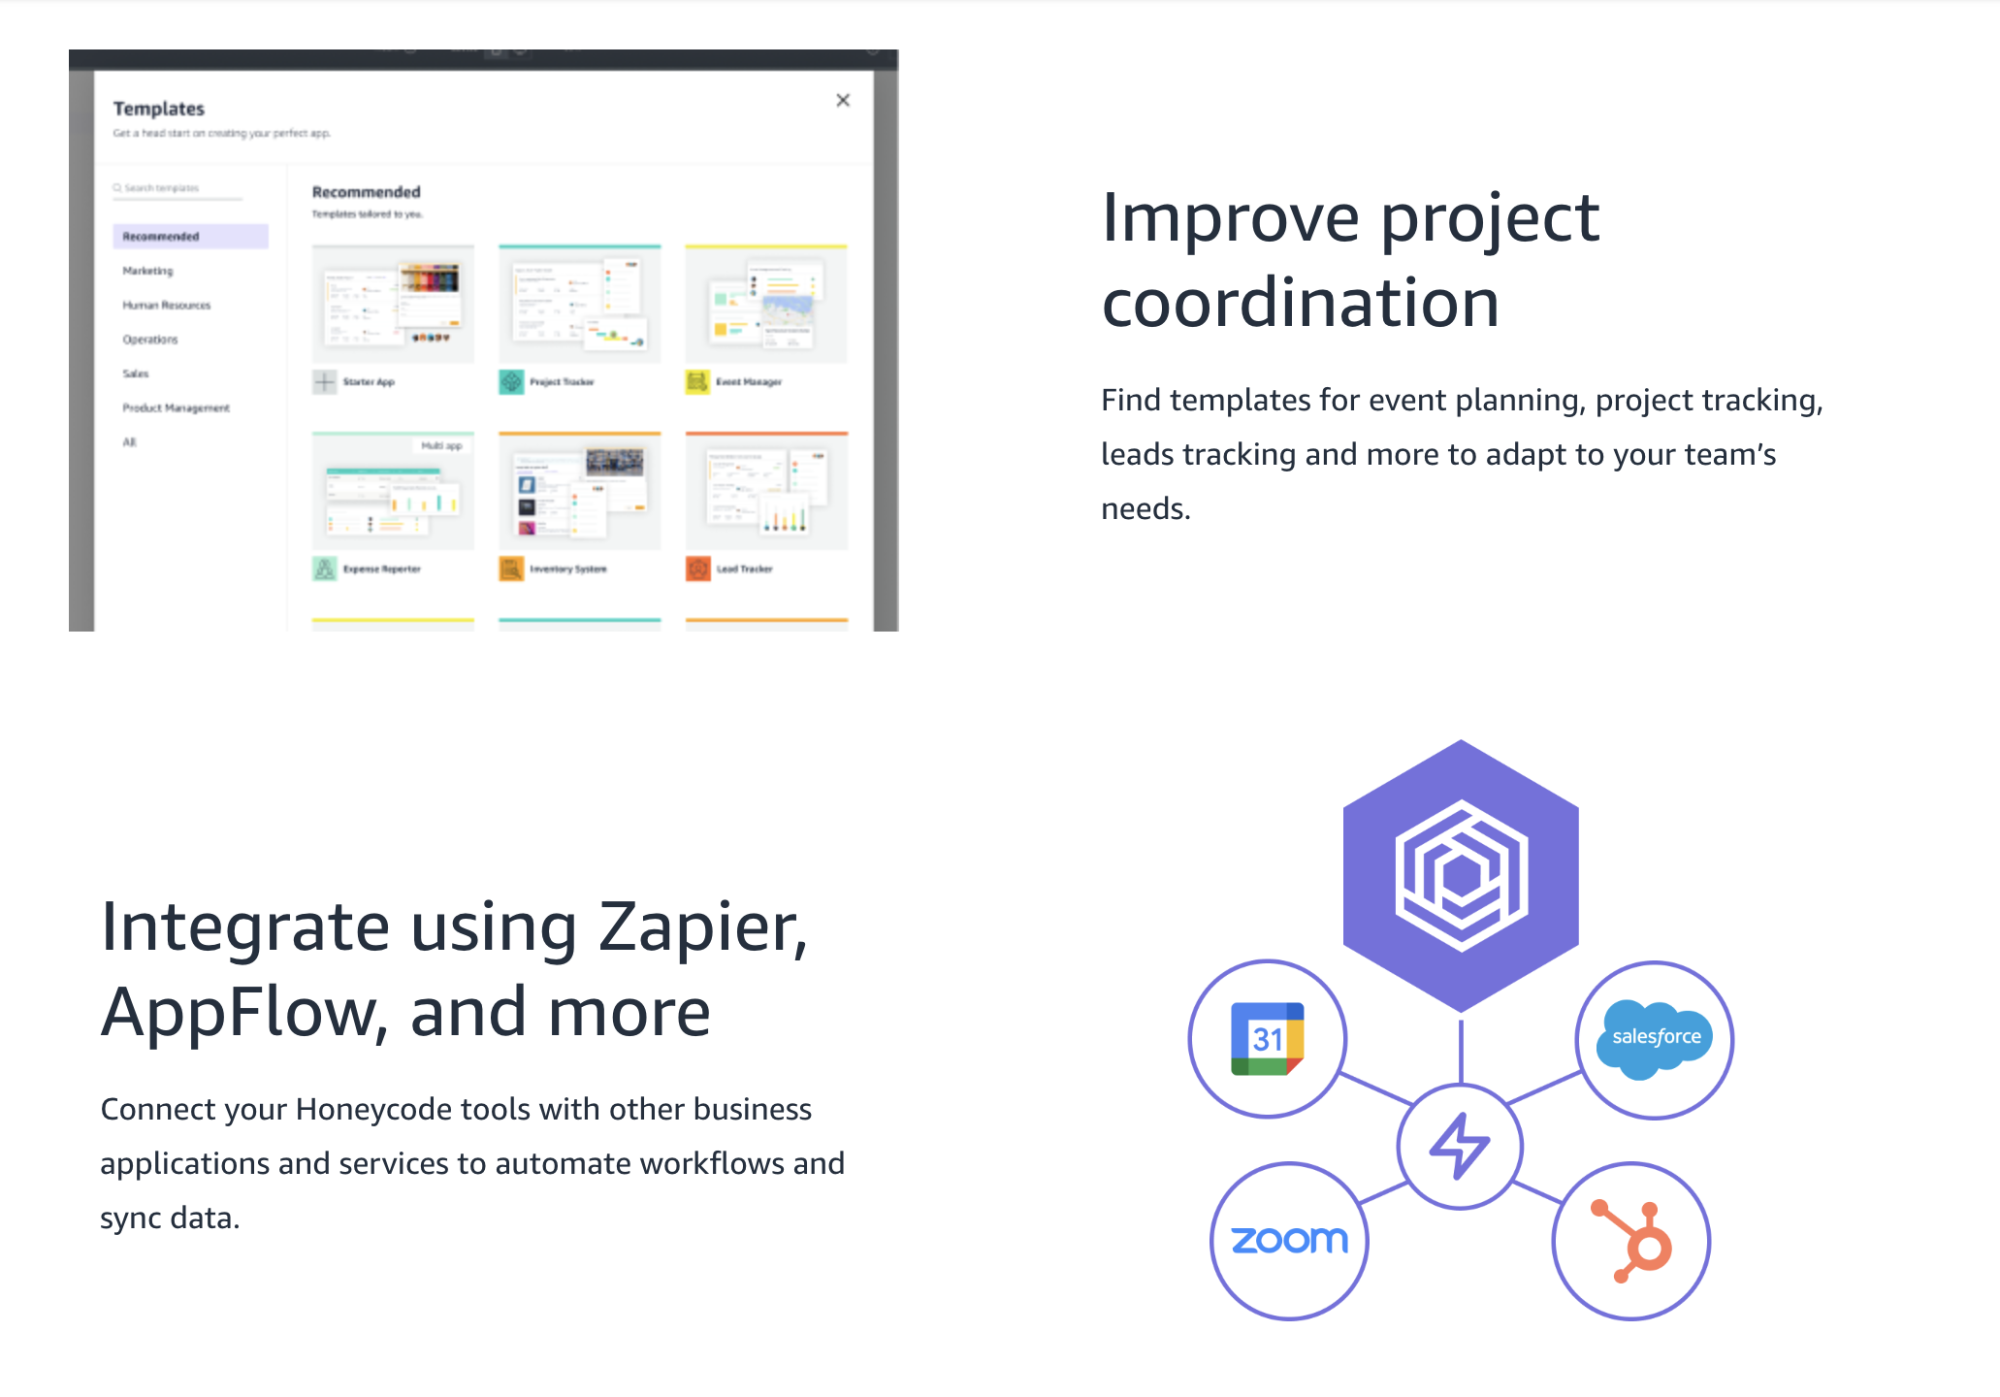 Templates
Get a head start on creating your perfect app.
Search templates
Recommended
Marketing
Human Resources
Operations
Sales
Product Management
All
Recommended
Templates tailored to you.
Starter App
Project Tracker
Event Manager
Multi app
Expense Reporter
Inventory System
Lead Tracker
Improve project
coordination
Find templates for event planning, project tracking,
leads tracking and more to adapt to your team’s
needs.
Integrate using Zapier,
AppFlow, and more
Connect your Honeycode tools with other business
applications and services to automate workflows and
sync data.
31
salesforce
zoom